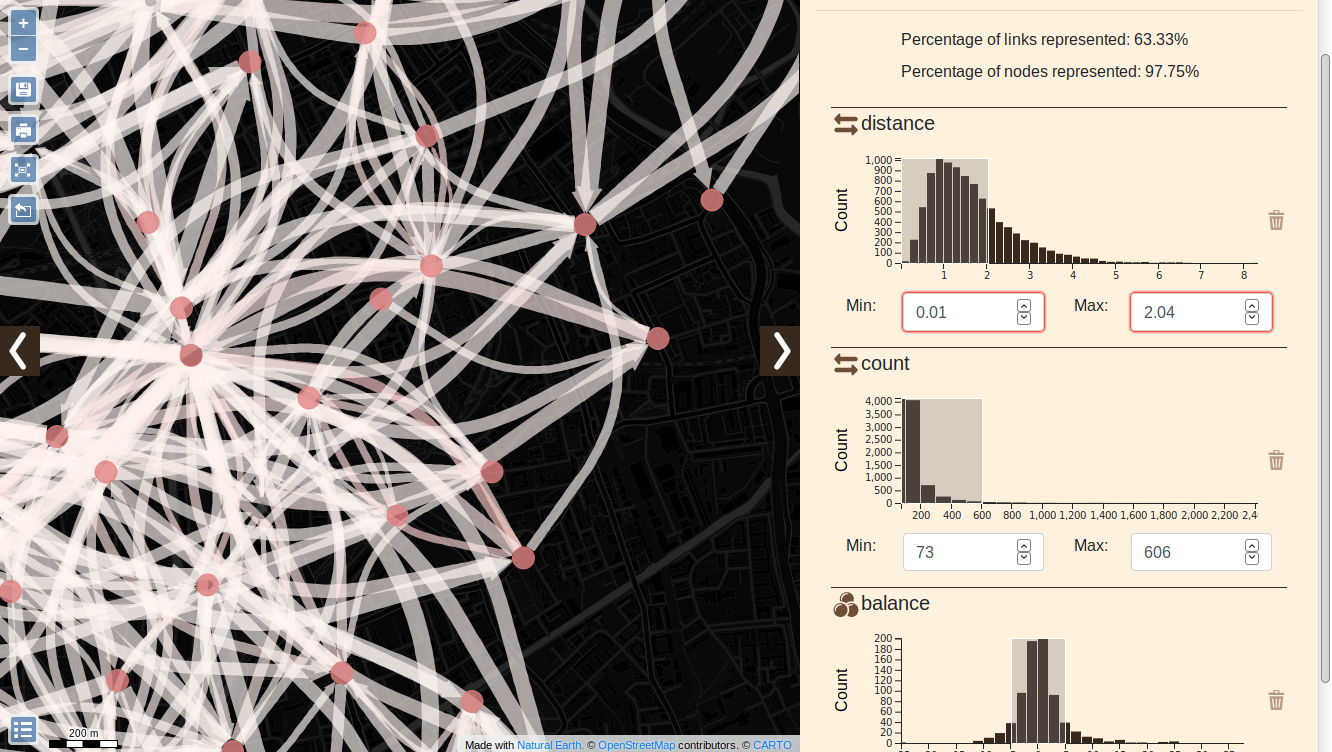 +
−
200 m
Made with Natural Earth. © OpenStreetMap contributors. © CARTO
Percentage of links represented: 63.33%
Percentage of nodes represented: 97.75%
distance
Count
1,000
900
800
700
600
500
400
300
200
100
0
1 2 3 4 5 6 7 8
Min: 0.01 Max: 2.04
count
Count
4,000
3,500
3,000
2,500
2,000
1,500
1,000
500
0
200 400 600 800 1,000 1,200 1,400 1,600 1,800 2,000 2,200 2,4
Min: 73 Max: 606
balance
Count
200
180
160
140
120
100
80
60
40
20
0